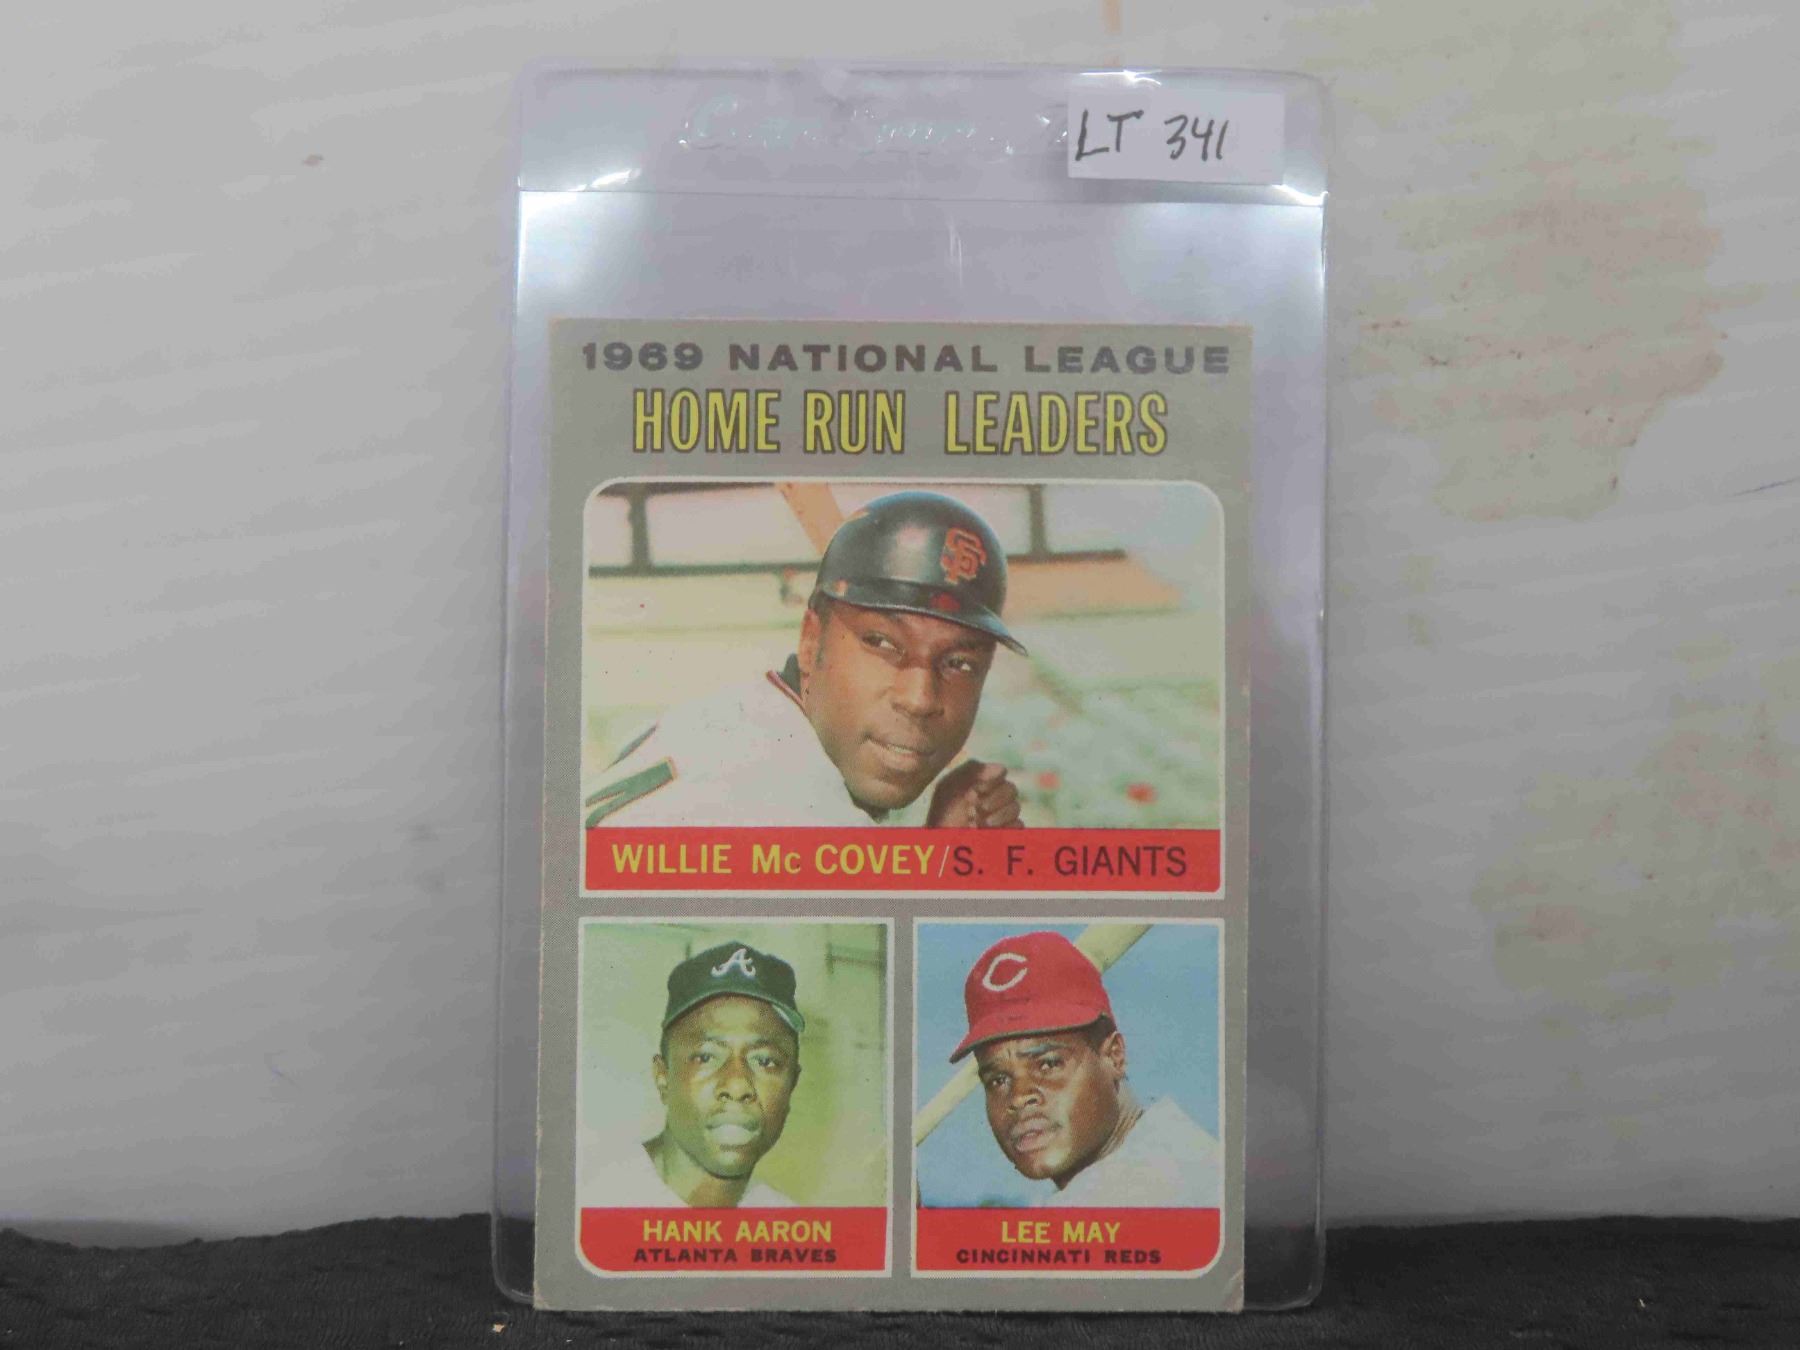 LT 341
1969 NATIONAL LEAGUE
HOME RUN LEADERS
SF
WILLIE Mc COVEY/S. F. GIANTS
A
C
HANK AARON
ATLANTA BRAVES
LEE MAY
CINCINNATI REDS